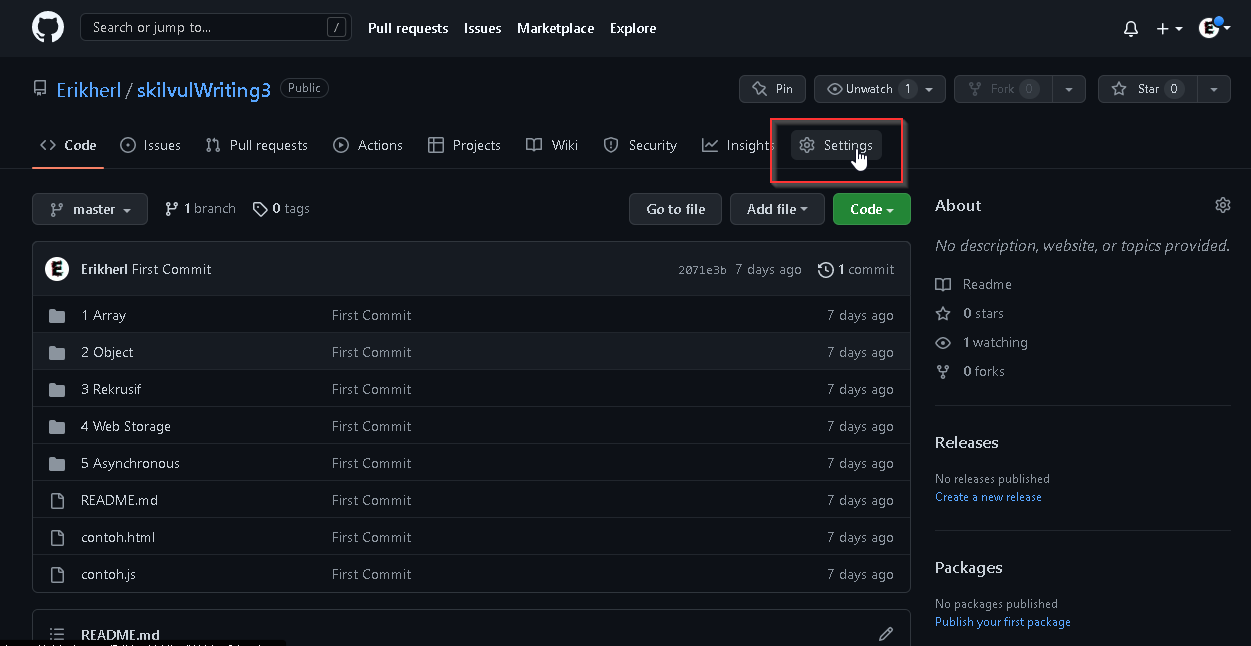 Search or jump to... /
Pull requests Issues Marketplace Explore
E
Erikherl / skilvulWriting3 Public
Pin Unwatch 1 Fork 0 Star 0
Code Issues Pull requests Actions Projects Wiki Security Insights Settings
master 1 branch 0 tags Go to file Add file Code
About
No description, website, or topics provided.
E Erikherl First Commit 2071e3b 7 days ago 1 commit
Readme
1 Array First Commit 7 days ago
0 stars
2 Object First Commit 7 days ago
1 watching
3 Rekrusif First Commit 7 days ago
0 forks
4 Web Storage First Commit 7 days ago
Releases
5 Asynchronous First Commit 7 days ago
No releases published
Create a new release
README.md First Commit 7 days ago
contoh.html First Commit 7 days ago
Packages
contoh.js First Commit 7 days ago
No packages published
Publish your first package
README.md